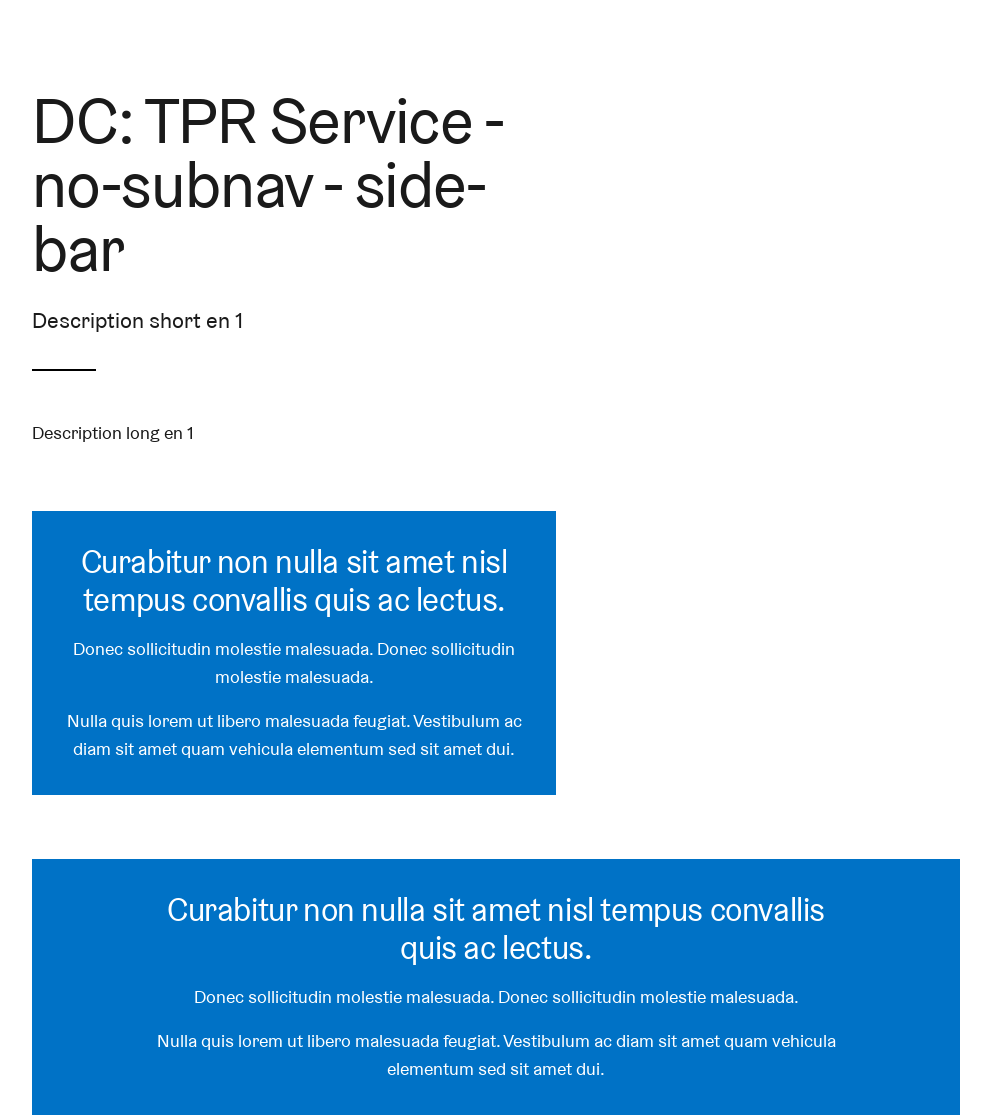 DC: TPR Service -
no-subnav - side-
bar
Description short en 1
Description long en 1
Curabitur non nulla sit amet nisl
tempus convallis quis ac lectus.
Donec sollicitudin molestie malesuada. Donec sollicitudin
molestie malesuada.
Nulla quis lorem ut libero malesuada feugiat. Vestibulum ac
diam sit amet quam vehicula elementum sed sit amet dui.
Curabitur non nulla sit amet nisl tempus convallis
quis ac lectus.
Donec sollicitudin molestie malesuada. Donec sollicitudin molestie malesuada.
Nulla quis lorem ut libero malesuada feugiat. Vestibulum ac diam sit amet quam vehicula
elementum sed sit amet dui.